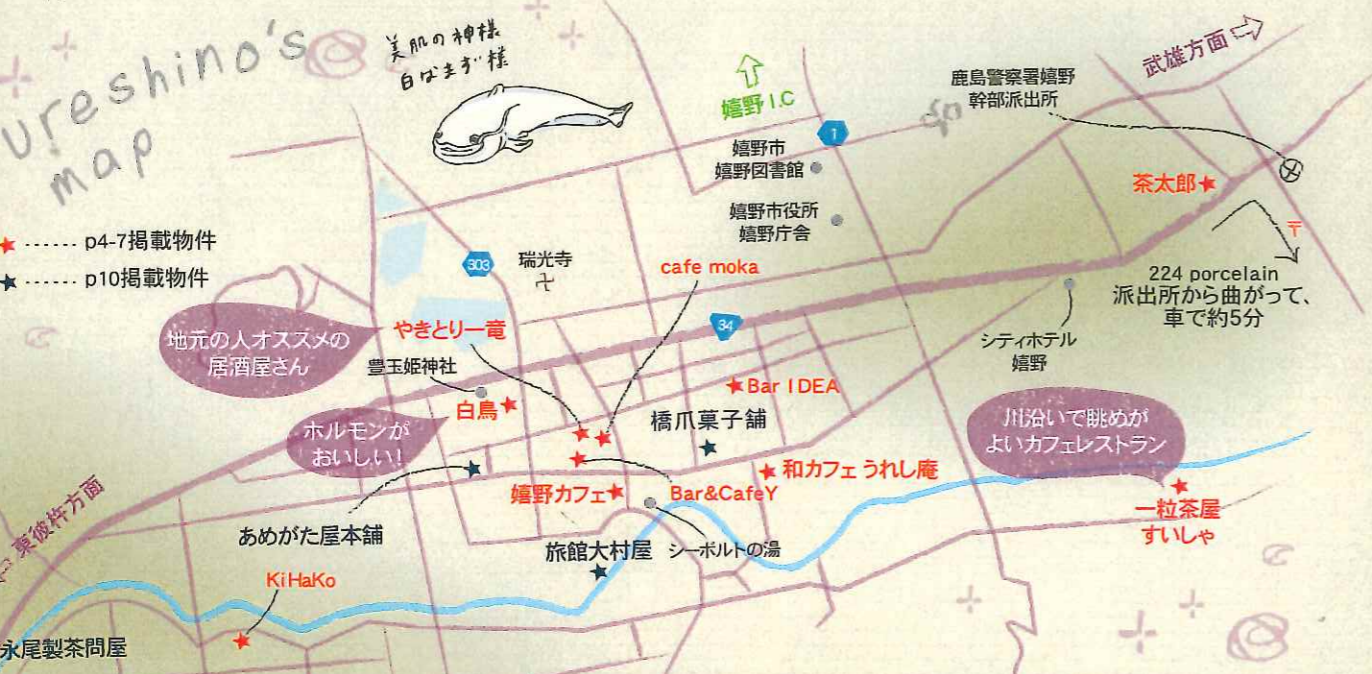 ureshino's
map
美肌の神様
白なまず様
★ ...... p4-7掲載物件
★ ...... p10掲載物件
嬉野 I.C
武雄方面
鹿島警察署嬉野
幹部派出所
1
嬉野市
嬉野図書館
嬉野市役所
嬉野庁舎
茶太郎
〒
224 porcelain
派出所から曲がって、
車で約5分
303
瑞光寺
cafe moka
34
シティホテル
嬉野
地元の人オススメの
居酒屋さん
やきとり一竜
豊玉姫神社
白鳥
ホルモンが
おいしい!
Bar IDEA
橋爪菓子舗
川沿いで眺めが
よいカフェレストラン
和カフェ うれし庵
嬉野カフェ
Bar&CafeY
一粒茶屋
すいしゃ
東彼杵方面
あめがた屋本舗
旅館大村屋
シーボルトの湯
KiHaKo
永尾製茶問屋